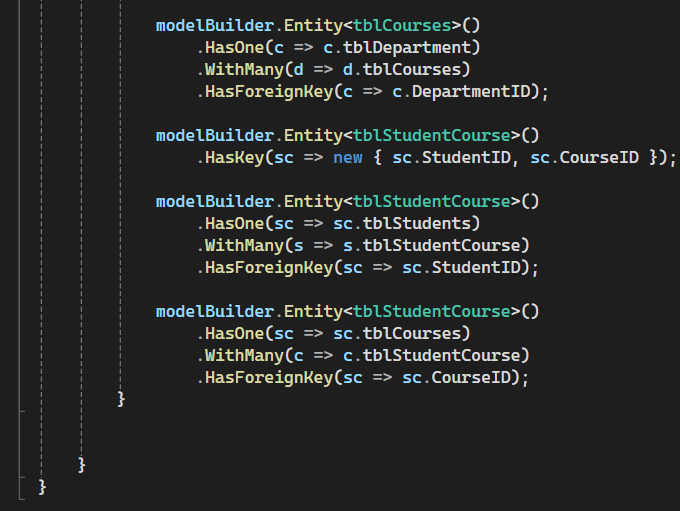 modelBuilder.Entity<tblCourses>()
.HasOne(c => c.tblDepartment)
.WithMany(d => d.tblCourses)
.HasForeignKey(c => c.DepartmentID);
modelBuilder.Entity<tblStudentCourse>()
.HasKey(sc => new { sc.StudentID, sc.CourseID });
modelBuilder.Entity<tblStudentCourse>()
.HasOne(sc => sc.tblStudents)
.WithMany(s => s.tblStudentCourse)
.HasForeignKey(sc => sc.StudentID);
modelBuilder.Entity<tblStudentCourse>()
.HasOne(sc => sc.tblCourses)
.WithMany(c => c.tblStudentCourse)
.HasForeignKey(sc => sc.CourseID);
}
}
}